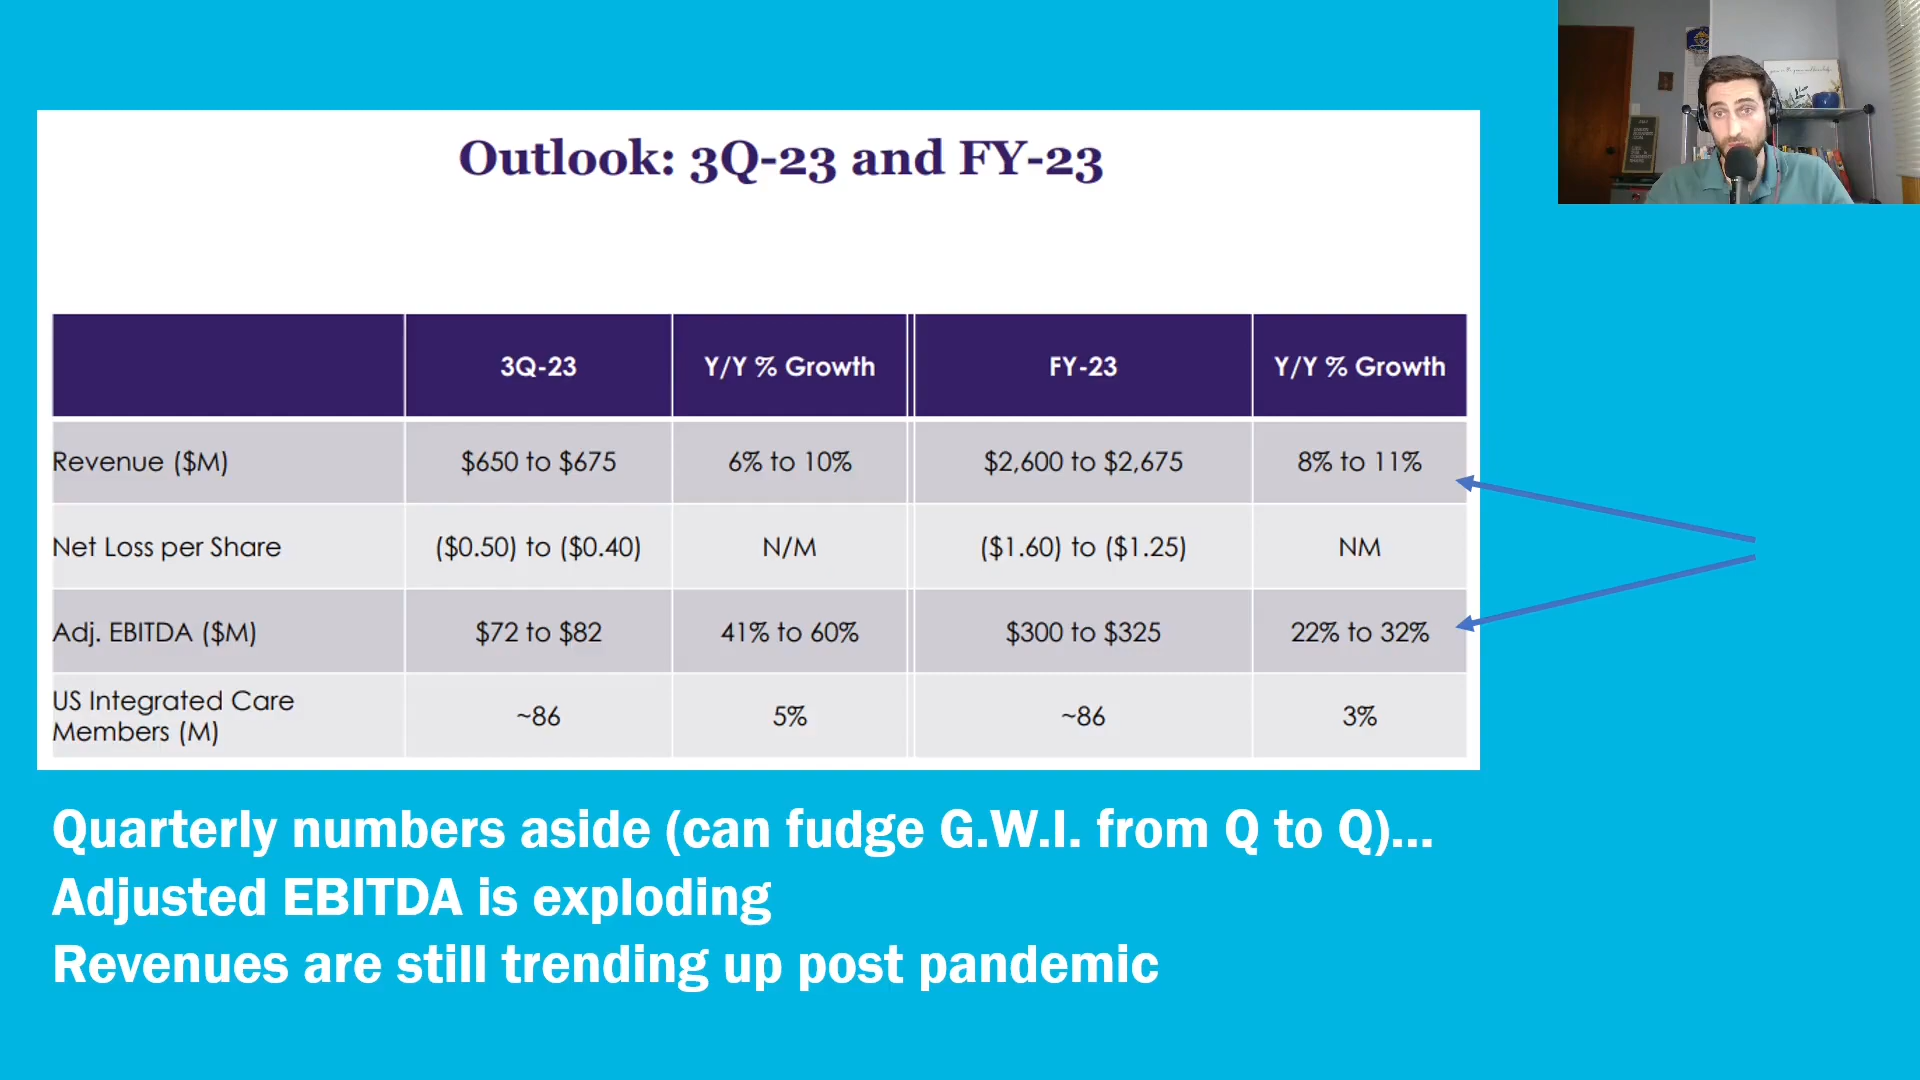 Outlook: 3Q-23 and FY-23
3Q-23 Y/Y % Growth FY-23 Y/Y % Growth
Revenue ($M) $650 to $675 6% to 10% $2,600 to $2,675 8% to 11%
Net Loss per Share ($0.50) to ($0.40) N/M ($1.60) to ($1.25) NM
Adj. EBITDA ($M) $72 to $82 41% to 60% $300 to $325 22% to 32%
US Integrated Care
Members (M) ~86 5% ~86 3%
Quarterly numbers aside (can fudge G.W.I. from Q to Q)...
Adjusted EBITDA is exploding
Revenues are still trending up post pandemic